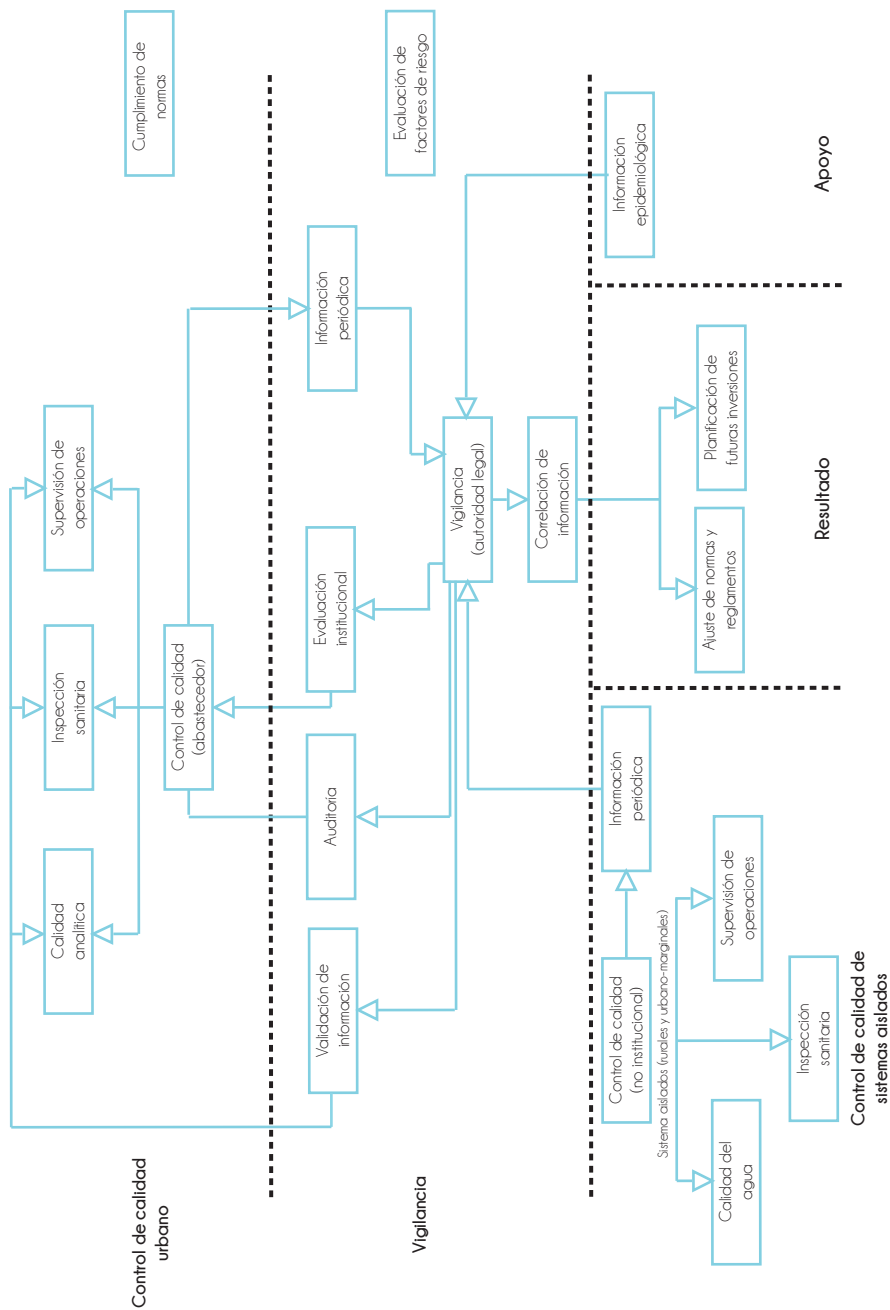 Control de calidad
urbano
Calidad
analítica
Inspección
sanitaria
Supervisión de
operaciones
Cumplimiento de
normas
Control de calidad
(abastecedor)
Vigilancia
Validación de
información
Auditoria
Evaluación
institucional
Información
periódica
Evaluación de
factores de riesgo
Vigilancia
(autoridad legal)
Correlación de
información
Control de calidad
(no institucional)
Información
periódica
Sistema aislados (rurales y urbano-marginales)
Calidad del
agua
Inspección
sanitaria
Supervisión de
operaciones
Control de calidad de
sistemas aislados
Ajuste de normas y
reglamentos
Planificación de
futuras inversiones
Resultado
Información
epidemiológica
Apoyo